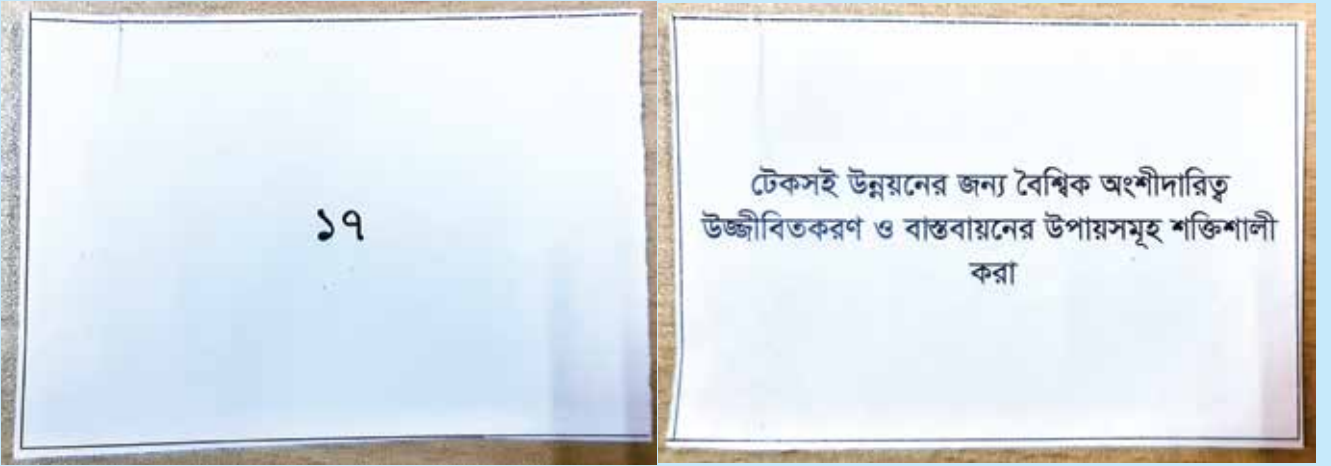 ১৭
টেকসই উন্নয়নের জন্য বৈশ্বিক অংশীদারিত্ব
উজ্জীবিতকরণ ও বাস্তবায়নের উপায়সমূহ শক্তিশালী
করা